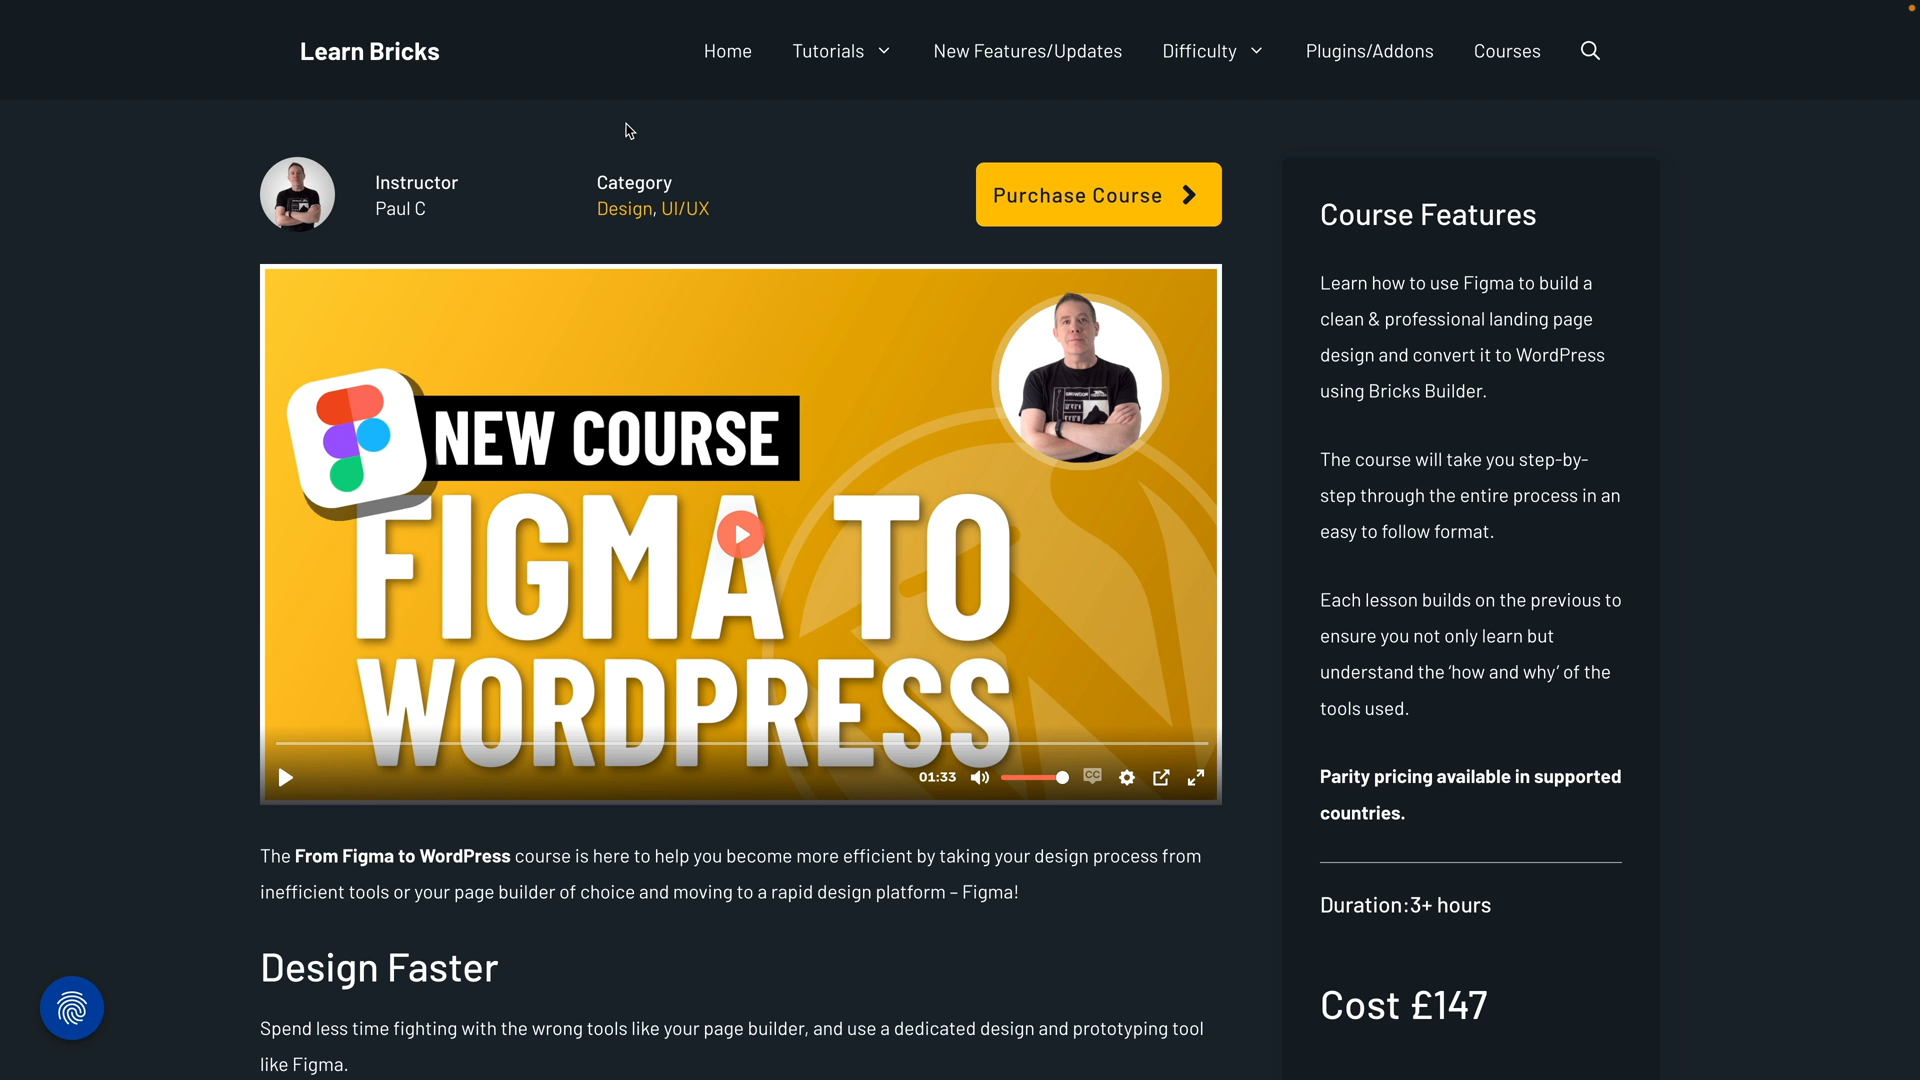 Learn Bricks
Home
Tutorials
New Features/Updates
Difficulty
Plugins/Addons
Courses
Instructor
Paul C
Category
Design, UI/UX
Purchase Course
NEW COURSE
FIGMA TO
WORDPRESS
01:33
CC
The From Figma to WordPress course is here to help you become more efficient by taking your design process from
inefficient tools or your page builder of choice and moving to a rapid design platform – Figma!
Design Faster
Spend less time fighting with the wrong tools like your page builder, and use a dedicated design and prototyping tool
like Figma.
Course Features
Learn how to use Figma to build a
clean & professional landing page
design and convert it to WordPress
using Bricks Builder.
The course will take you step-by-
step through the entire process in an
easy to follow format.
Each lesson builds on the previous to
ensure you not only learn but
understand the ‘how and why’ of the
tools used.
Parity pricing available in supported
countries.
Duration:3+ hours
Cost £147